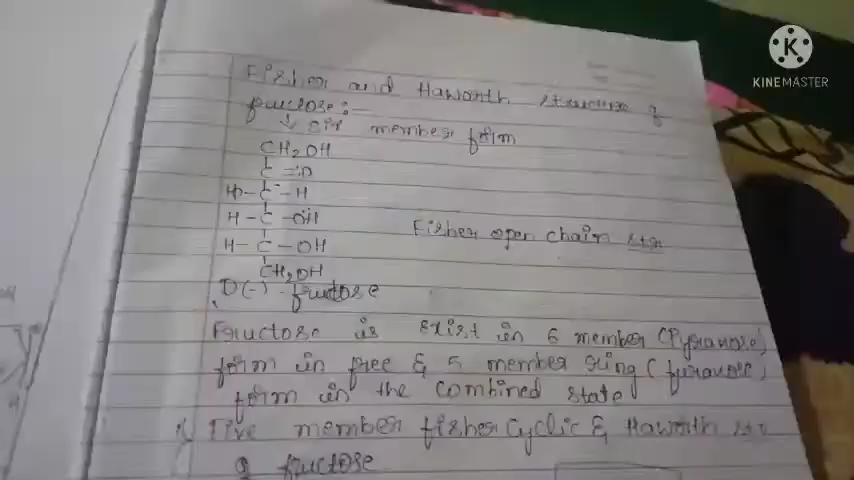 Fisher and Haworth structure of
fructose:-
↓ six member form
CH2OH
C=O
HO-C-H
H-C-OH
H-C-OH
CH2OH
D(-)-fructose
Fisher open chain str
Fructose is exist in 6 member (Pyranose)
form in free & 5 member ring (furanose)
form in the combined state
Five member fisher cyclic & Haworth str
of fructose
K
KINEMASTER